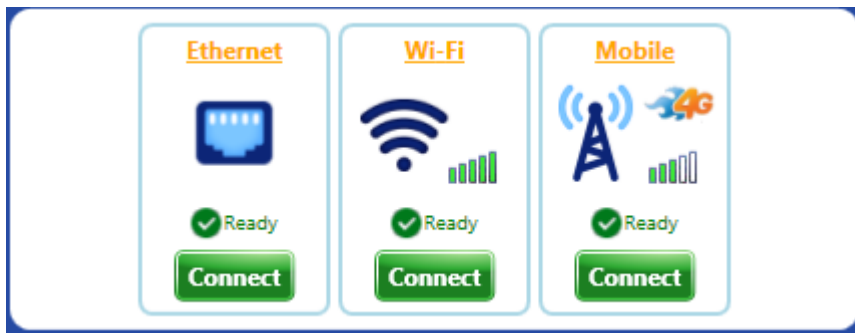 Ethernet
Wi-Fi
Mobile
4G
Ready
Ready
Ready
Connect
Connect
Connect